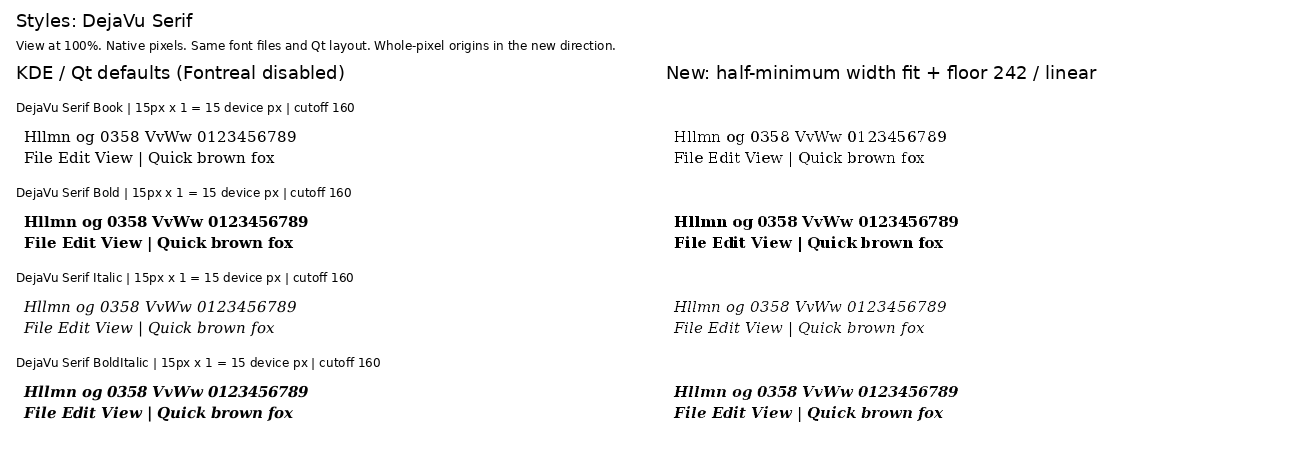 Styles: DejaVu Serif
View at 100%. Native pixels. Same font files and Qt layout. Whole-pixel origins in the new direction.
KDE / Qt defaults (Fontreal disabled)
New: half-minimum width fit + floor 242 / linear
DejaVu Serif Book | 15px x 1 = 15 device px | cutoff 160
Hllmn og 0358 VvWw 0123456789
File Edit View | Quick brown fox
Hllmn og 0358 VvWw 0123456789
File Edit View | Quick brown fox
DejaVu Serif Bold | 15px x 1 = 15 device px | cutoff 160
Hllmn og 0358 VvWw 0123456789
File Edit View | Quick brown fox
Hllmn og 0358 VvWw 0123456789
File Edit View | Quick brown fox
DejaVu Serif Italic | 15px x 1 = 15 device px | cutoff 160
Hllmn og 0358 VvWw 0123456789
File Edit View | Quick brown fox
Hllmn og 0358 VvWw 0123456789
File Edit View | Quick brown fox
DejaVu Serif BoldItalic | 15px x 1 = 15 device px | cutoff 160
Hllmn og 0358 VvWw 0123456789
File Edit View | Quick brown fox
Hllmn og 0358 VvWw 0123456789
File Edit View | Quick brown fox